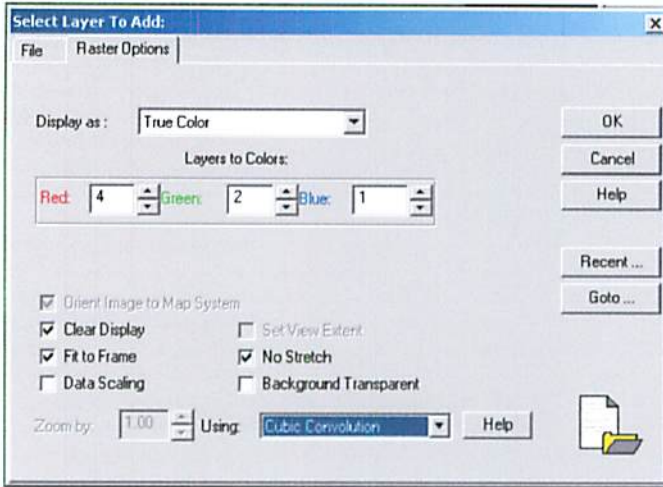 Select Layer To Add:
File Raster Options
Display as : True Color
OK
Layers to Colors:
Cancel
Red: 4 Green: 2 Blue: 1
Help
Recent ...
Orient Image to Map System
Goto ...
Clear Display Set View Extent
Fit to Frame No Stretch
Data Scaling Background Transparent
Zoom by: 1.00 Using: Cubic Convolution Help